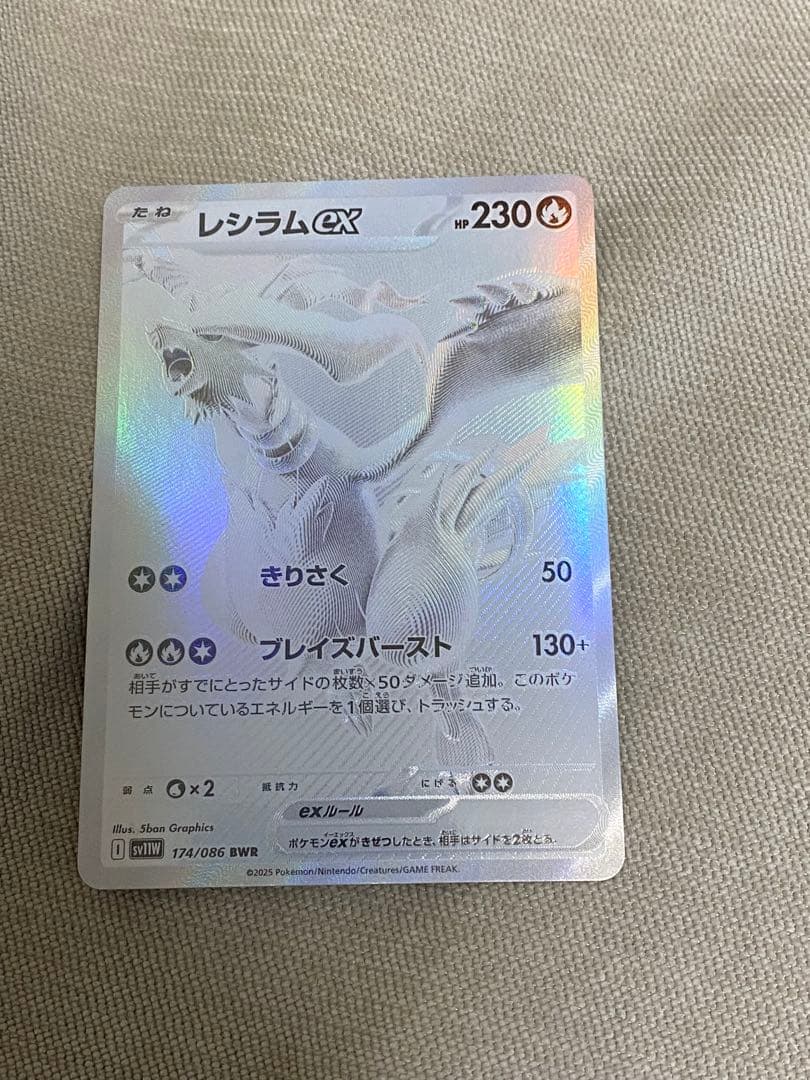 たね
レシラムex HP 230
きりさく 50
ブレイズバースト 130+
相手がすでにとったサイドの枚数×50ダメージ追加。このポケ
モンについているエネルギーを1個選び、トラッシュする。
弱点 ×2 抵抗力 にげる
exルール
ポケモンexがきぜつしたとき、相手はサイドを2枚とる。
Illus. 5ban Graphics
I SV11W 174/086 BWR
©2025 Pokémon/Nintendo/Creatures/GAME FREAK.